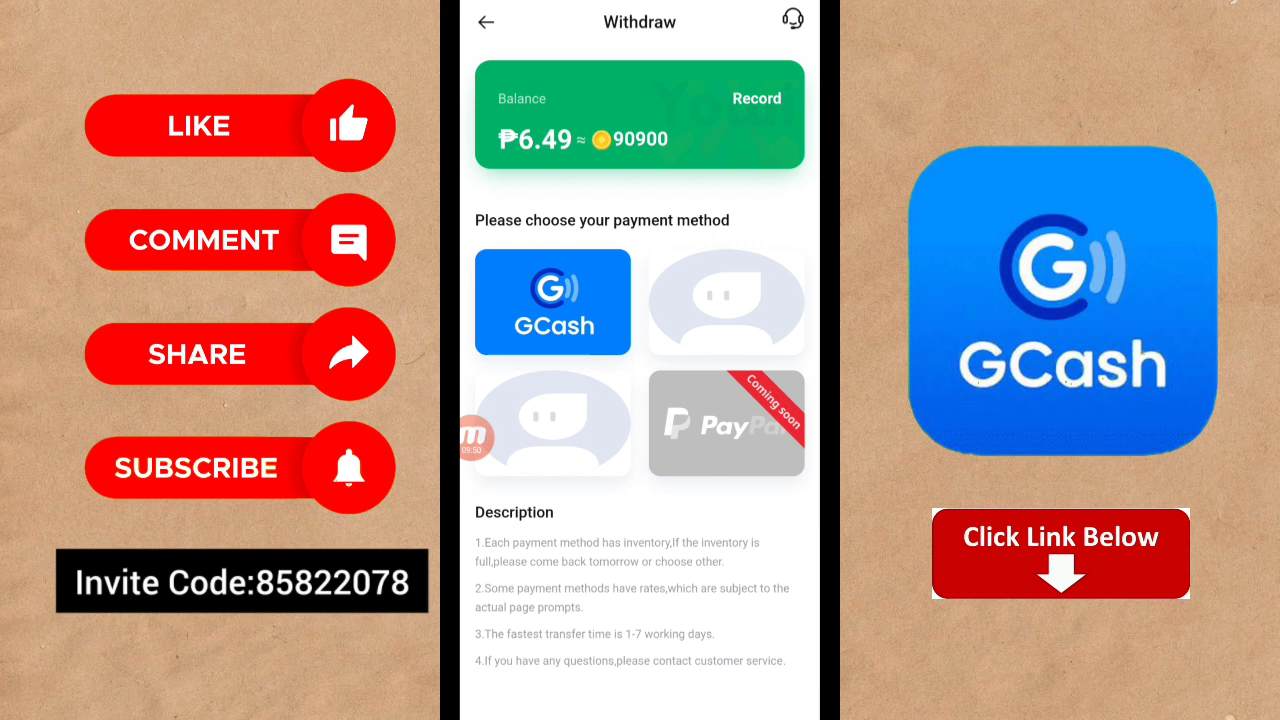 LIKE
COMMENT
SHARE
SUBSCRIBE
Invite Code:85822078
Withdraw
Balance
Record
₱6.49 ≈ 90900
Please choose your payment method
GCash
PayPal
Coming soon
09:50
Description
1.Each payment method has inventory,If the inventory is
full,please come back tomorrow or choose other.
2.Some payment methods have rates,which are subject to the
actual page prompts.
3.The fastest transfer time is 1-7 working days.
4.If you have any questions,please contact customer service.
G
GCash
Click Link Below